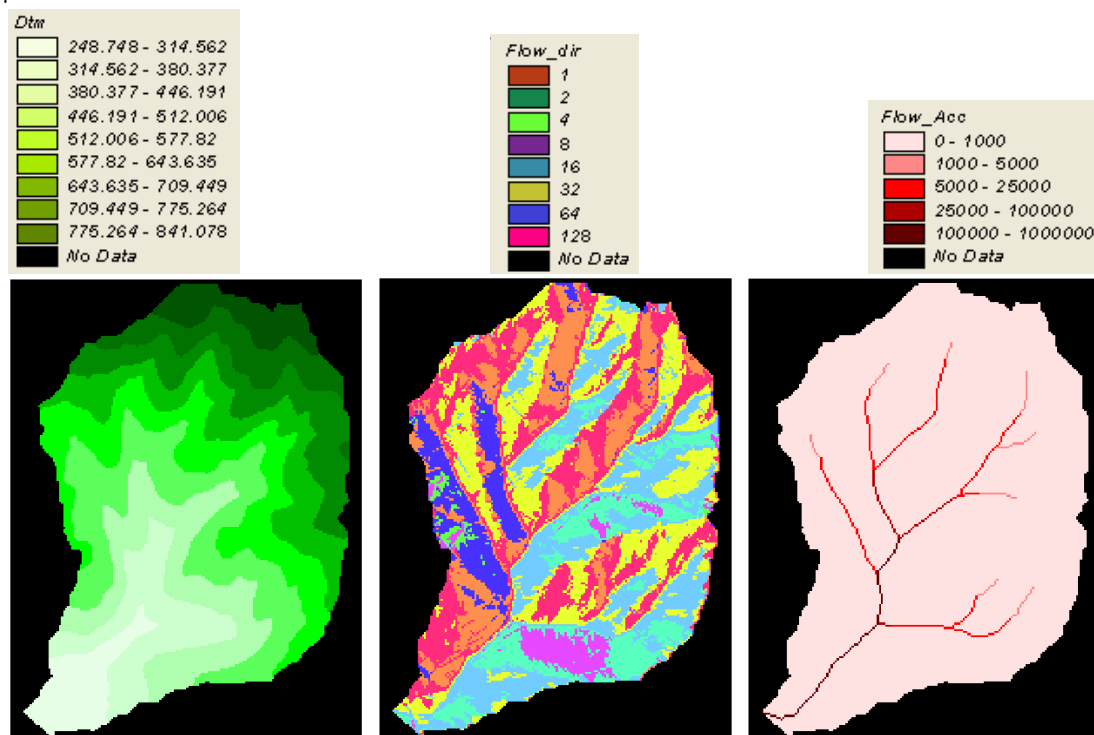 Dtm
248.748 - 314.562
314.562 - 380.377
380.377 - 446.191
446.191 - 512.006
512.006 - 577.82
577.82 - 643.635
643.635 - 709.449
709.449 - 775.264
775.264 - 841.078
No Data
Flow_dir
1
2
4
8
16
32
64
128
No Data
Flow_Acc
0 - 1000
1000 - 5000
5000 - 25000
25000 - 100000
100000 - 1000000
No Data